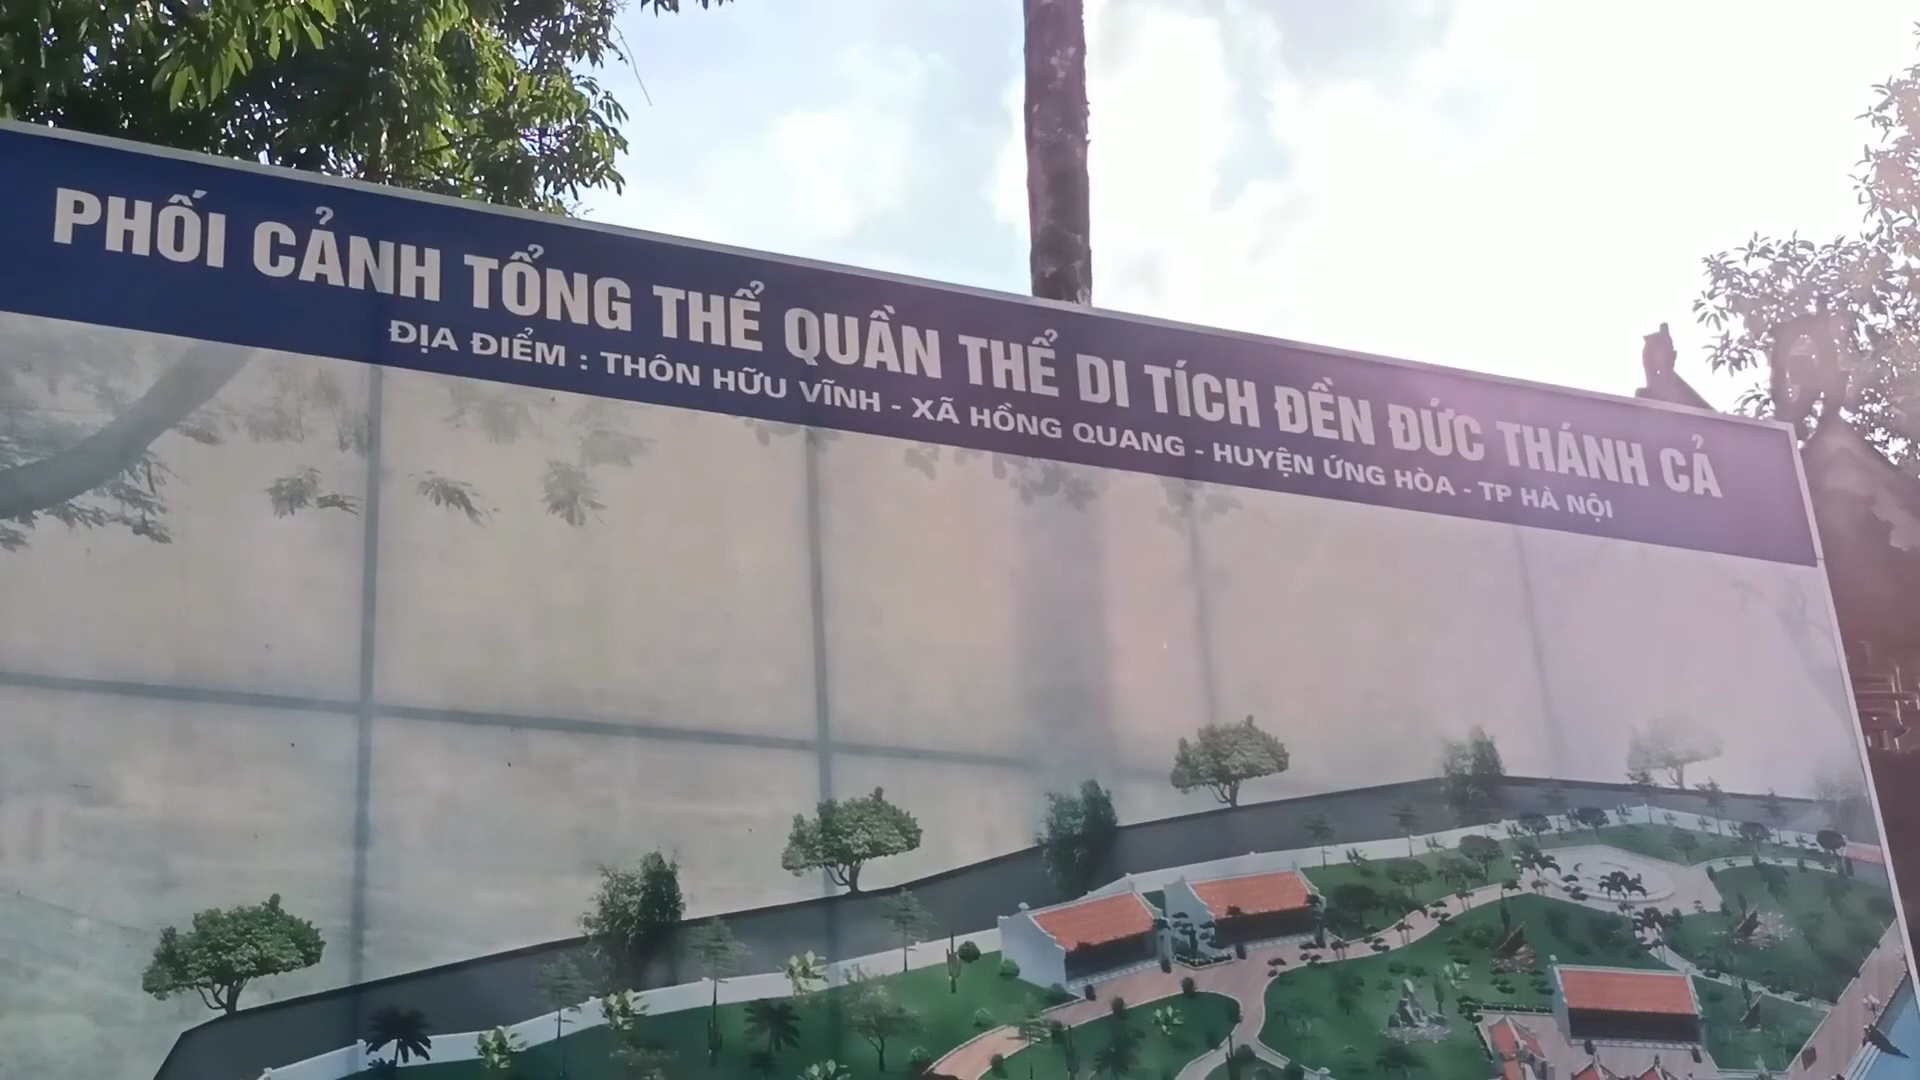 PHỐI CẢNH TỔNG THỂ QUẦN THỂ DI TÍCH ĐỀN ĐỨC THÁNH CẢ
ĐỊA ĐIỂM : THÔN HỮU VĨNH - XÃ HỒNG QUANG - HUYỆN ỨNG HÒA - TP HÀ NỘI